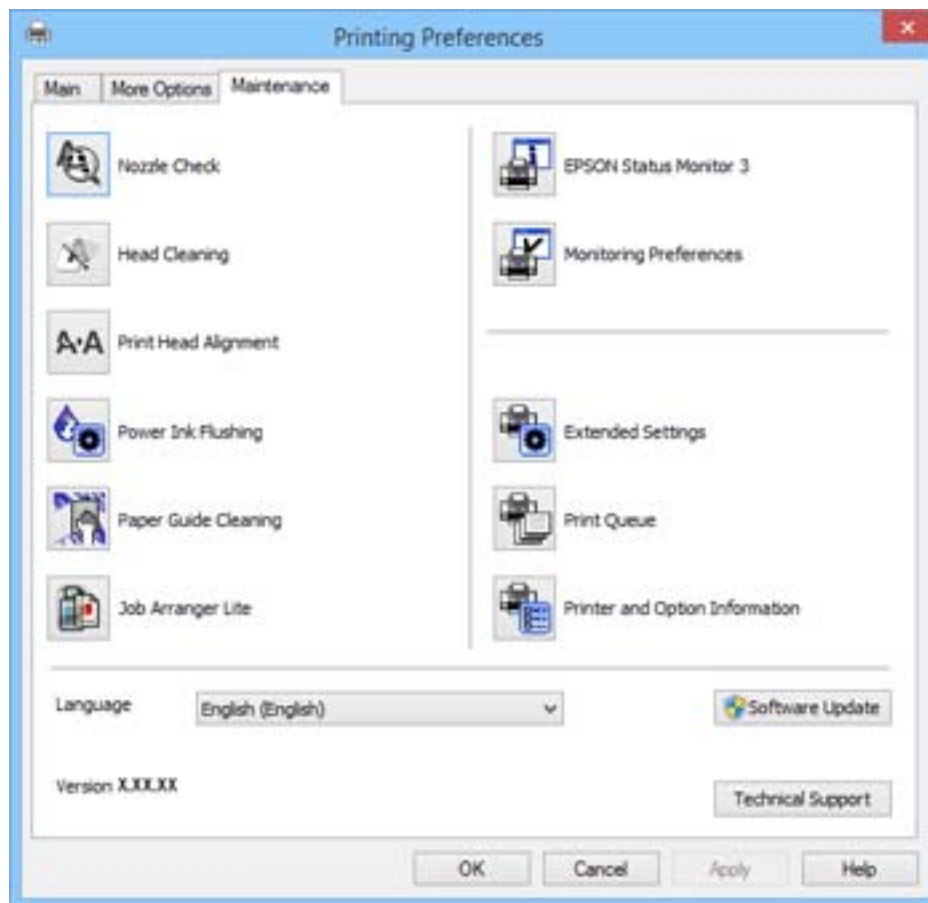 Printing Preferences
Main
More Options
Maintenance
Nozzle Check
Head Cleaning
A·A Print Head Alignment
Power Ink Flushing
Paper Guide Cleaning
Job Arranger Lite
EPSON Status Monitor 3
Monitoring Preferences
Extended Settings
Print Queue
Printer and Option Information
Language
English (English)
Software Update
Version X.XX.XX
Technical Support
OK
Cancel
Apply
Help